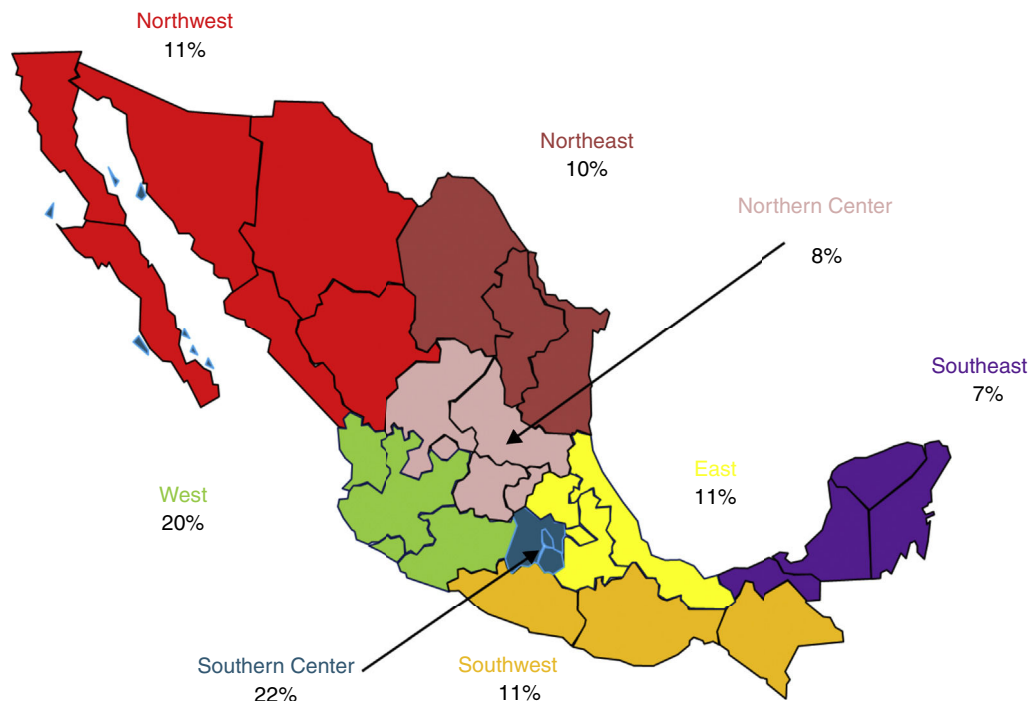 Northwest
11%
Northeast
10%
Northern Center
8%
Southeast
7%
East
11%
West
20%
Southern Center
22%
Southwest
11%